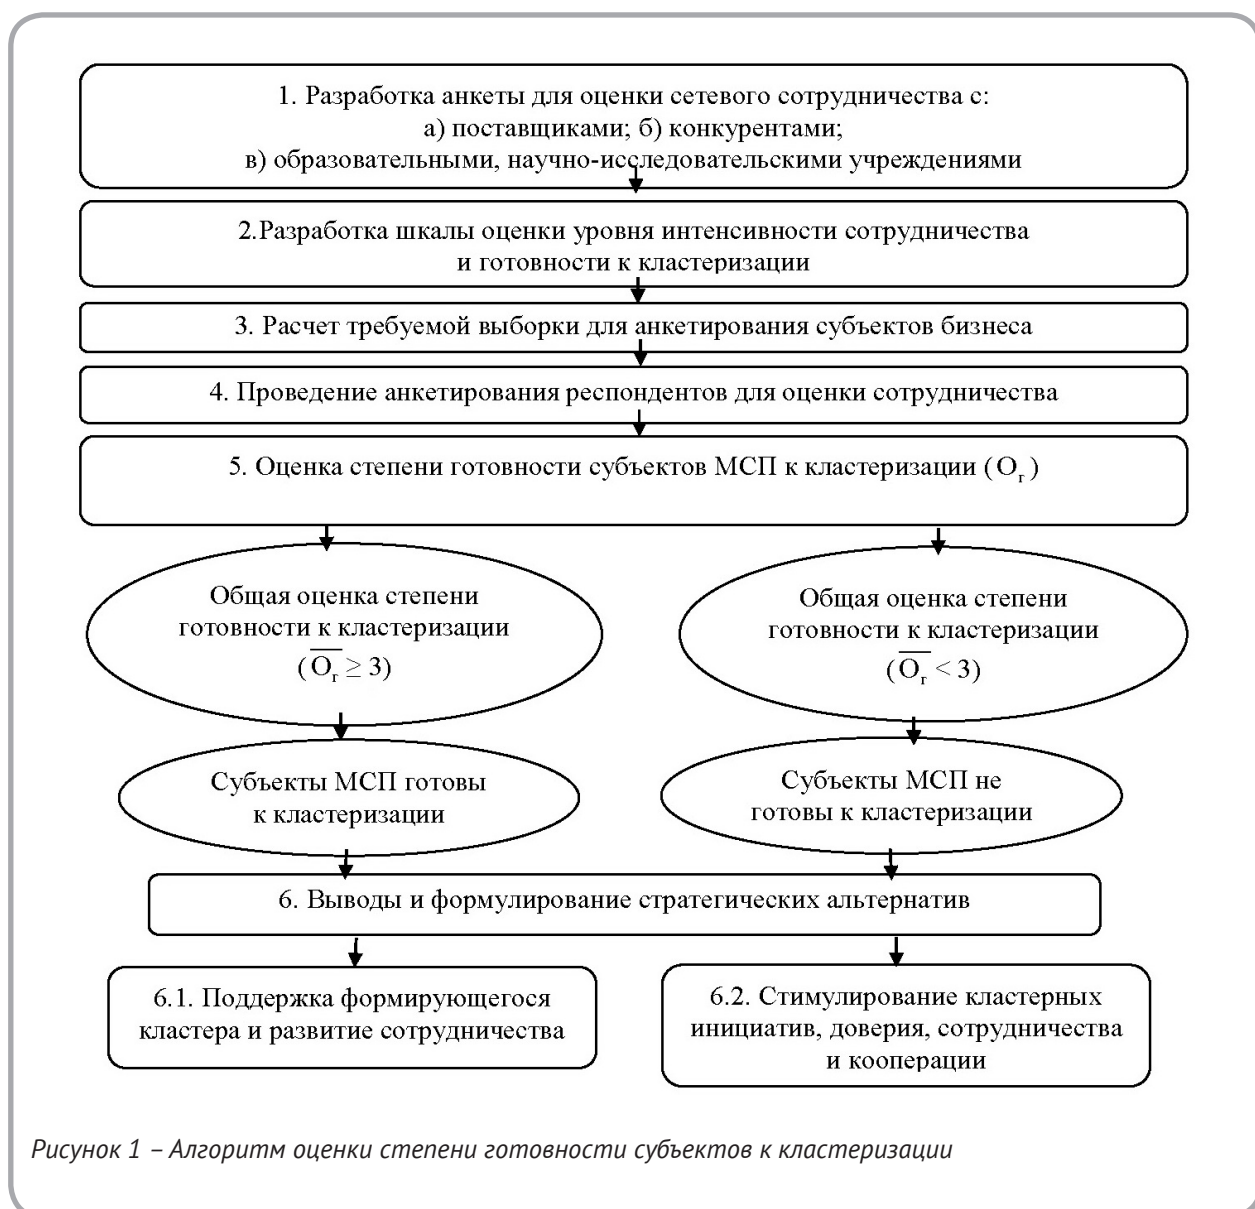 1. Разработка анкеты для оценки сетевого сотрудничества с:
а) поставщиками; б) конкурентами;
в) образовательными, научно-исследовательскими учреждениями
2.Разработка шкалы оценки уровня интенсивности сотрудничества
и готовности к кластеризации
3. Расчет требуемой выборки для анкетирования субъектов бизнеса
4. Проведение анкетирования респондентов для оценки сотрудничества
5. Оценка степени готовности субъектов МСП к кластеризации (Oг)
Общая оценка степени
готовности к кластеризации
(O̅г ≥ 3)
Общая оценка степени
готовности к кластеризации
(O̅г < 3)
Субъекты МСП готовы
к кластеризации
Субъекты МСП не
готовы к кластеризации
6. Выводы и формулирование стратегических альтернатив
6.1. Поддержка формирующегося
кластера и развитие сотрудничества
6.2. Стимулирование кластерных
инициатив, доверия, сотрудничества
и кооперации
Рисунок 1 – Алгоритм оценки степени готовности субъектов к кластеризации